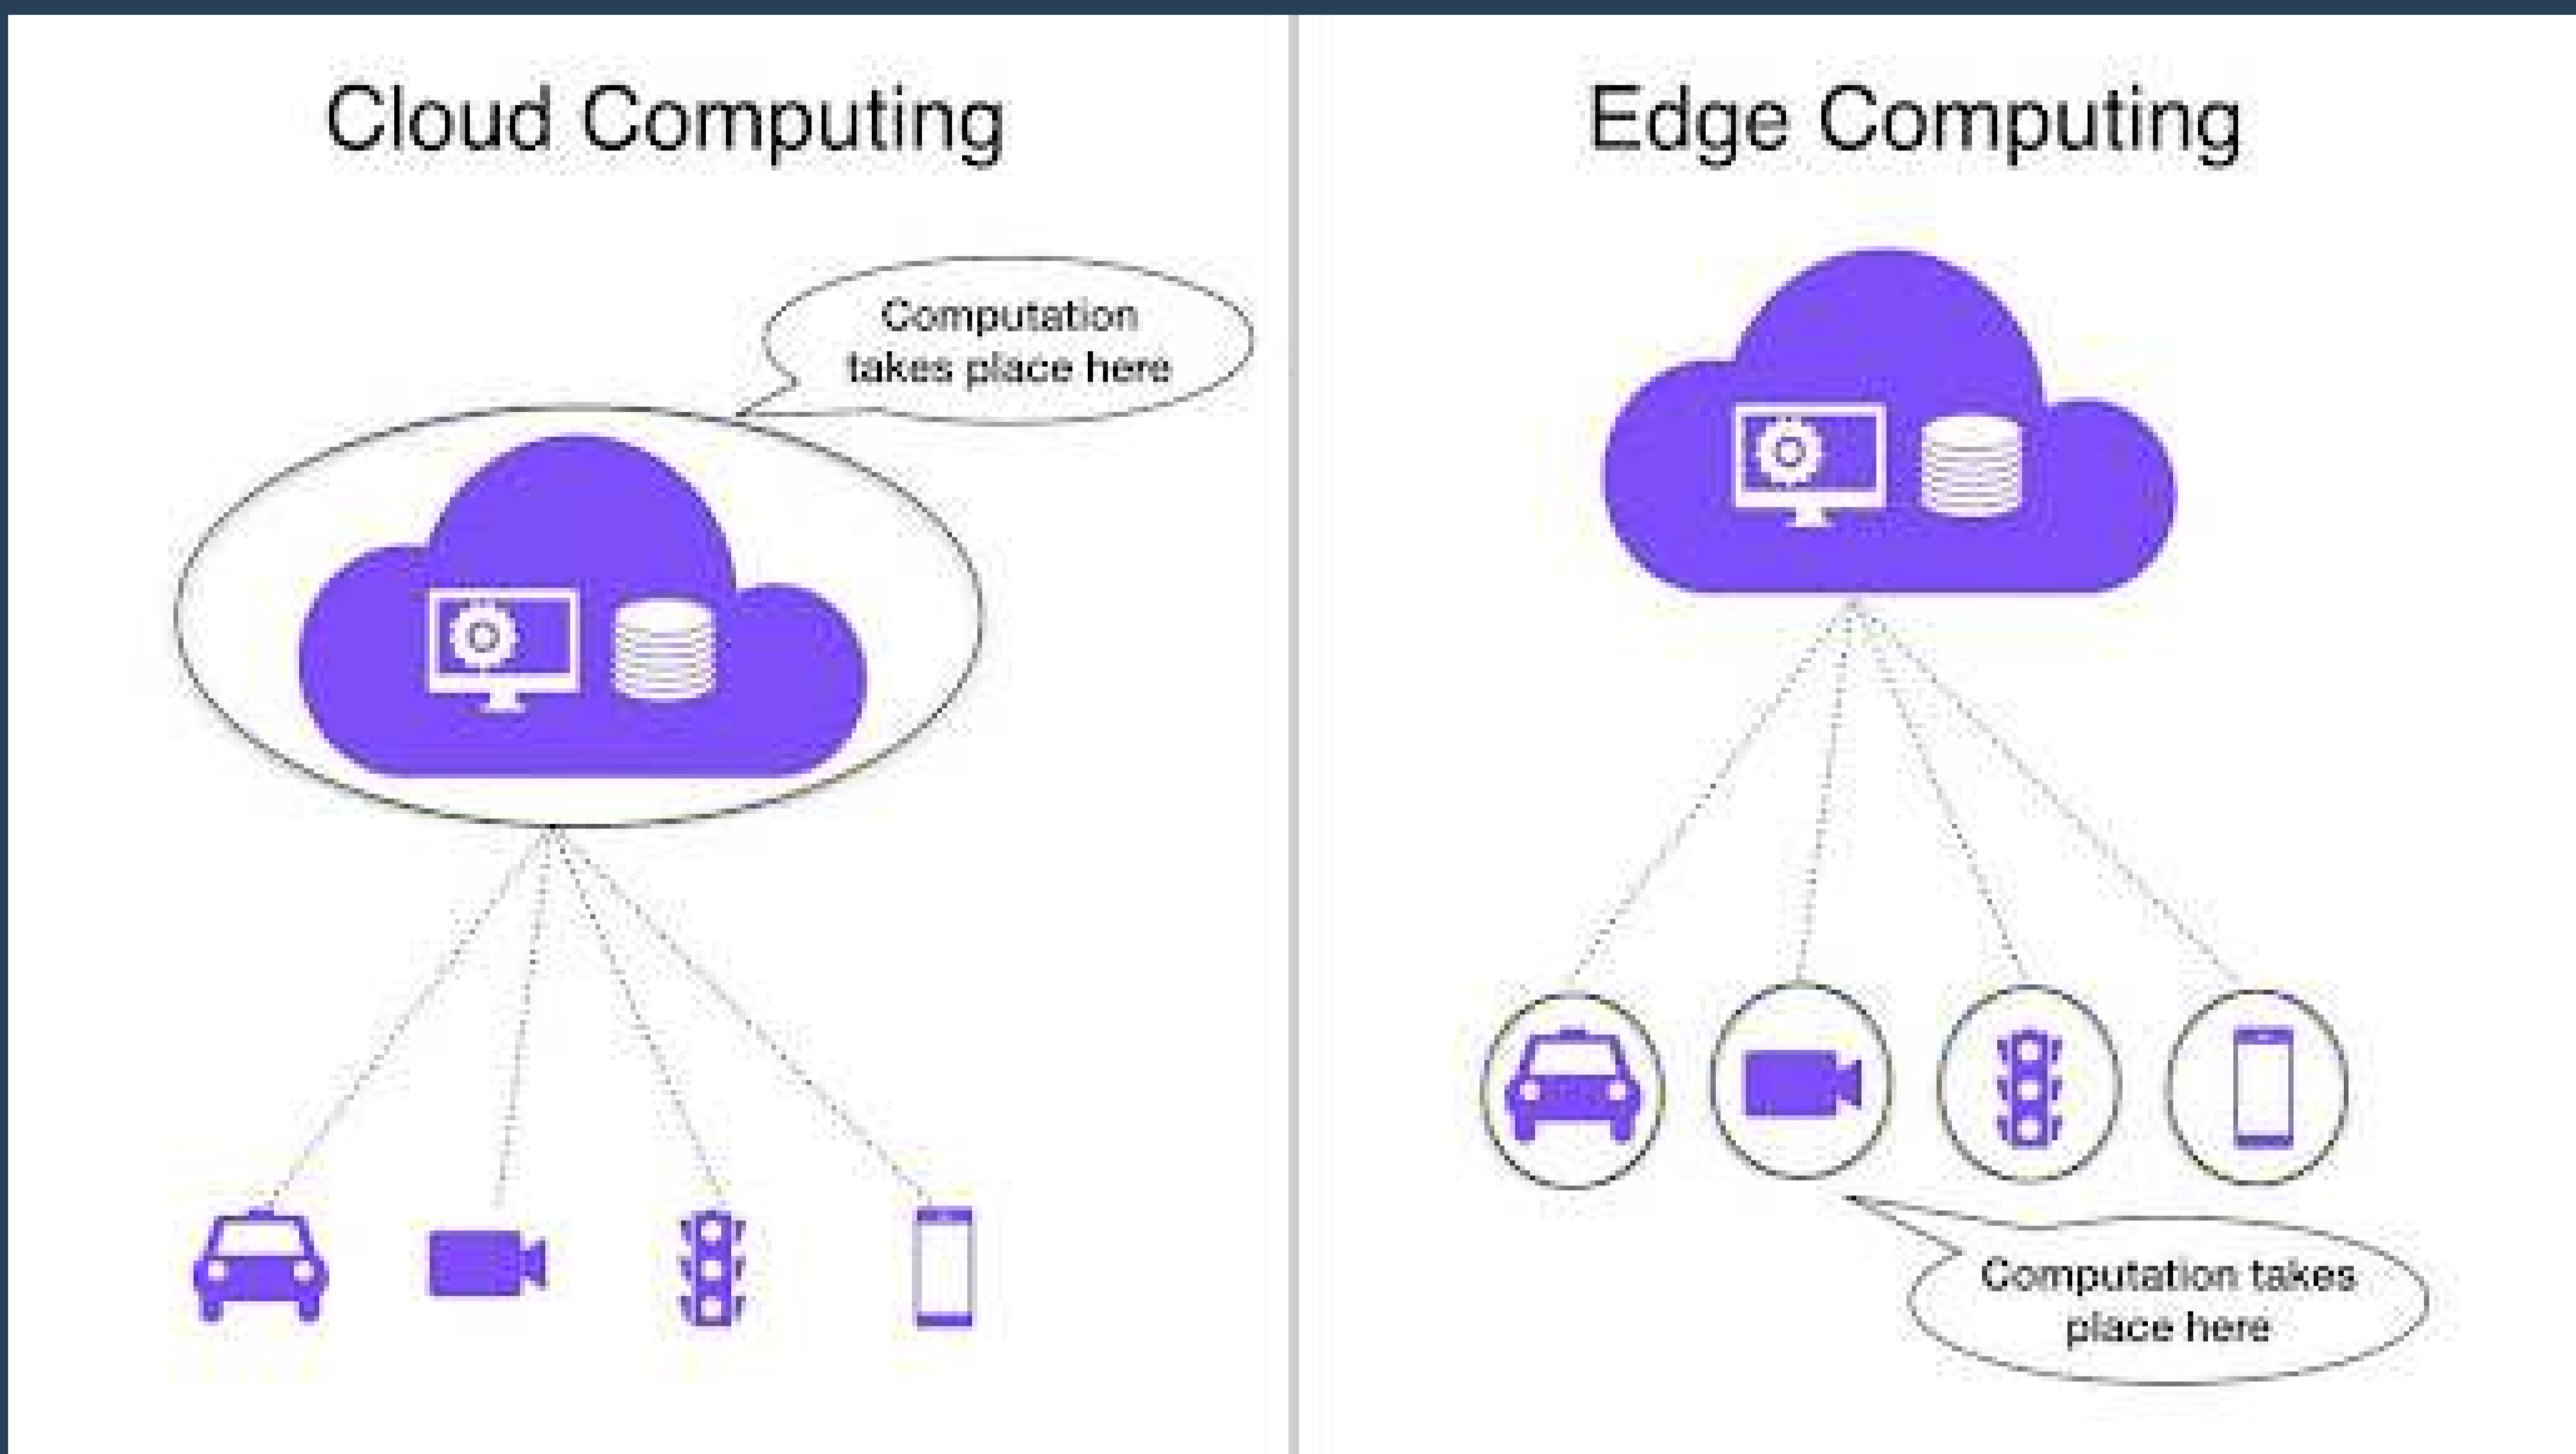 Cloud Computing
Computation
takes place here
Edge Computing
Computation takes
place here